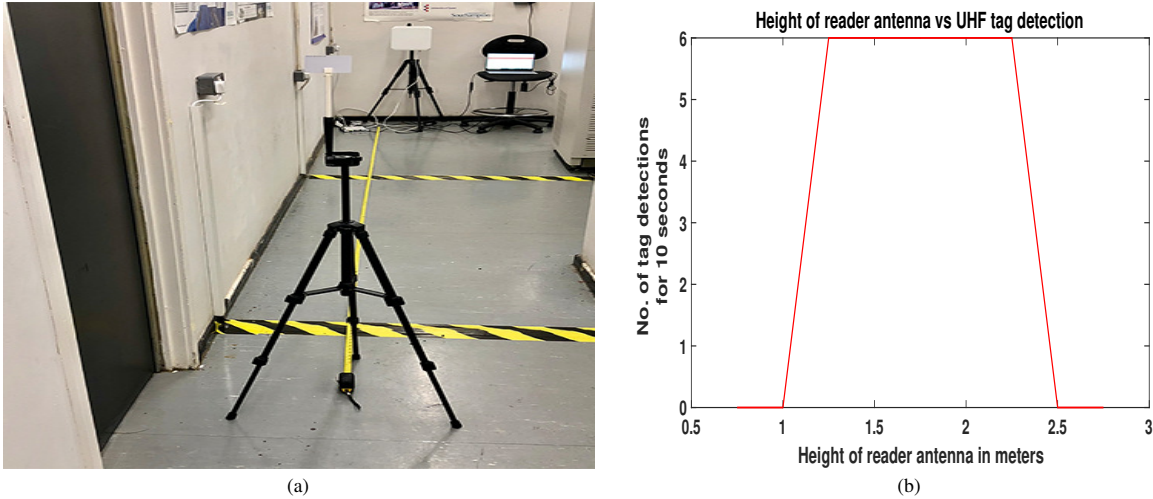 Height of reader antenna vs UHF tag detection
6
5
4
3
2
1
0
No. of tag detections
for 10 seconds
0.5 1 1.5 2 2.5 3
Height of reader antenna in meters
(a) (b)